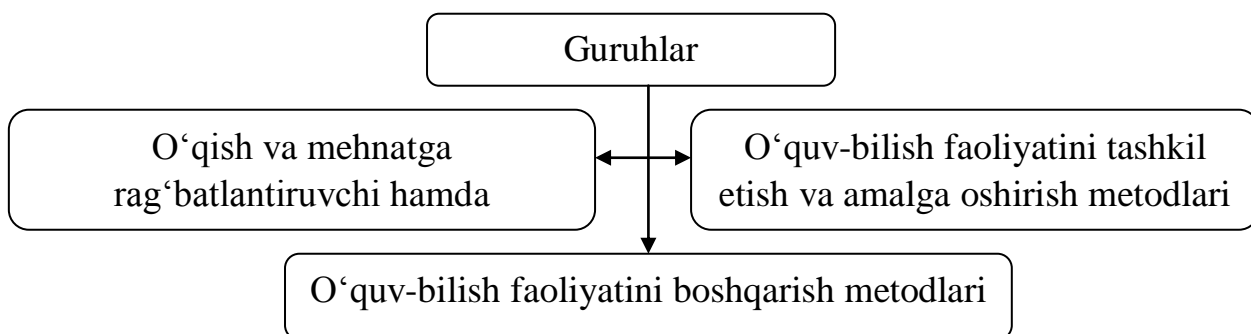 Guruhlar
O‘qish va mehnatga
rag‘batlantiruvchi hamda
O‘quv-bilish faoliyatini tashkil
etish va amalga oshirish metodlari
O‘quv-bilish faoliyatini boshqarish metodlari